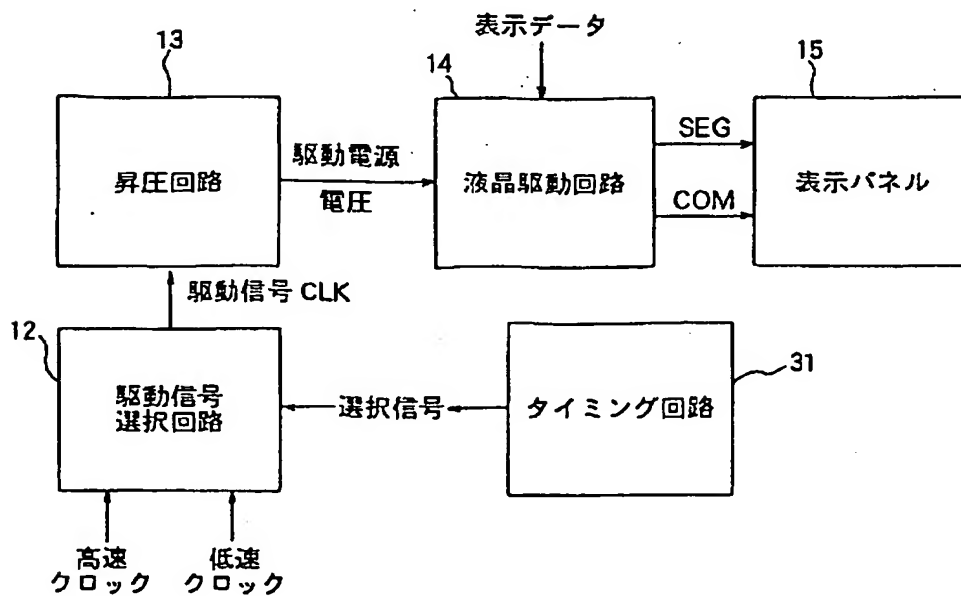 表示データ
13
14
15
昇圧回路
駆動電源
電圧
液晶駆動回路
SEG
COM
表示パネル
駆動信号 CLK
12
駆動信号
選択回路
選択信号
タイミング回路
31
高速
クロック
低速
クロック